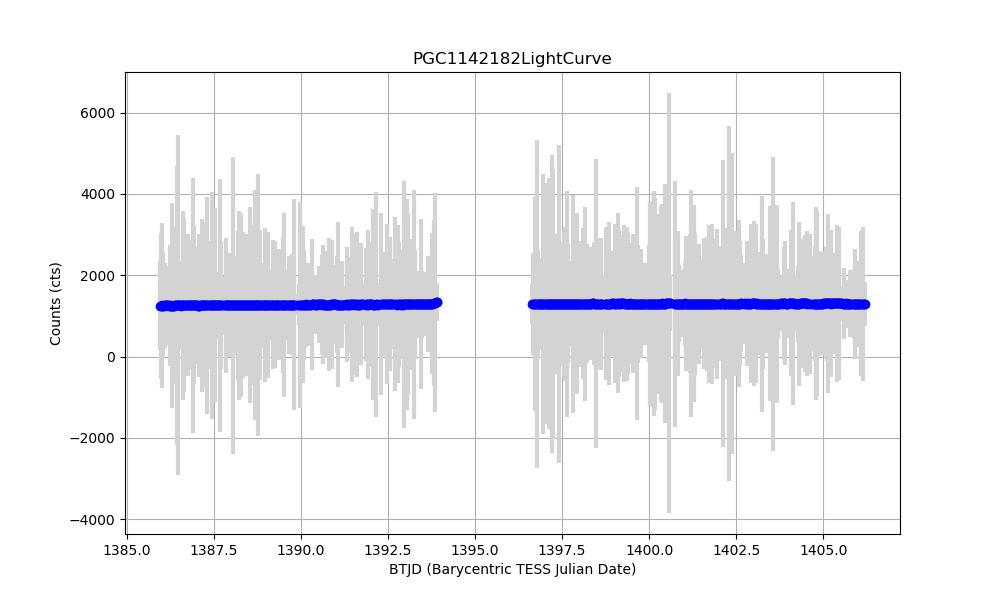 PGC1142182LightCurve
6000
4000
2000
0
−2000
−4000
Counts (cts)
1385.0 1387.5 1390.0 1392.5 1395.0 1397.5 1400.0 1402.5 1405.0
BTJD (Barycentric TESS Julian Date)